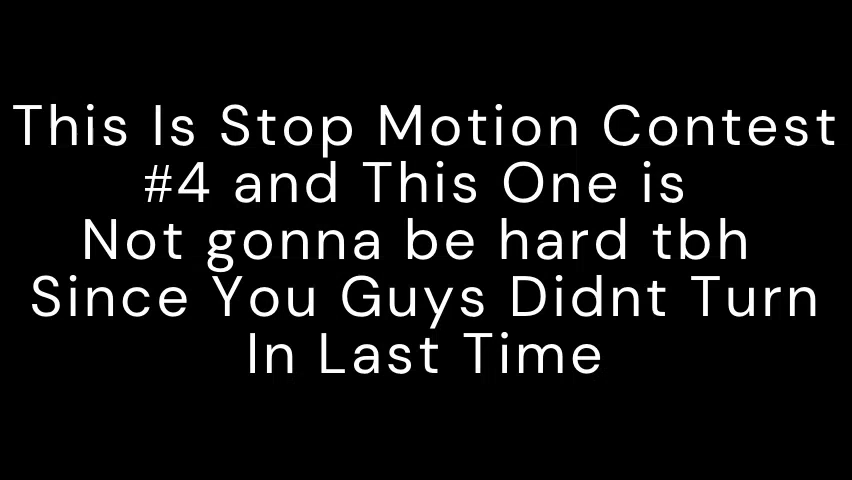 This Is Stop Motion Contest
#4 and This One is
Not gonna be hard tbh
Since You Guys Didnt Turn
In Last Time